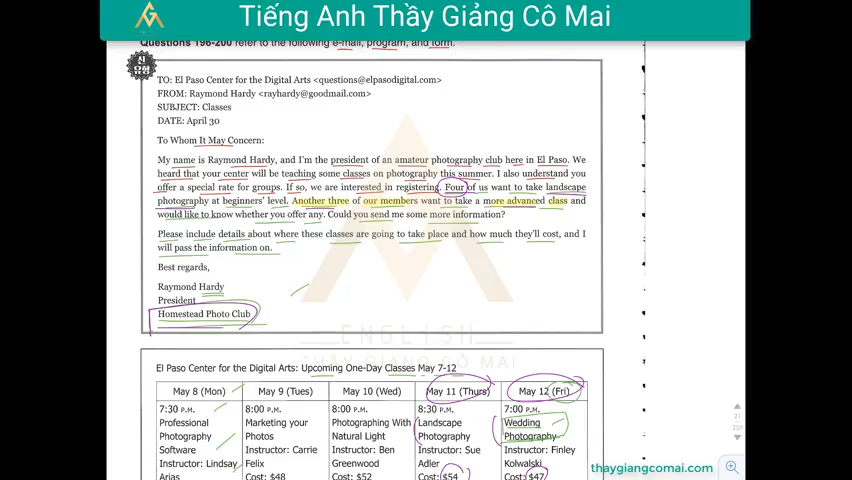 Tiếng Anh Thầy Giảng Cô Mai
Questions 196-200 refer to the following e-mail, program, and form.
TO: El Paso Center for the Digital Arts <questions@elpasodigital.com>
FROM: Raymond Hardy <rayhardy@goodmail.com>
SUBJECT: Classes
DATE: April 30
To Whom It May Concern:
My name is Raymond Hardy, and I'm the president of an amateur photography club here in El Paso. We
heard that your center will be teaching some classes on photography this summer. I also understand you
offer a special rate for groups. If so, we are interested in registering. Four of us want to take landscape
photography at beginners' level. Another three of our members want to take a more advanced class and
would like to know whether you offer any. Could you send me some more information?
Please include details about where these classes are going to take place and how much they'll cost, and I
will pass the information on.
Best regards,
Raymond Hardy
President
Homestead Photo Club
ENGLISH
THẦY GIẢNG CÔ MAI
El Paso Center for the Digital Arts: Upcoming One-Day Classes May 7-12
May 8 (Mon) May 9 (Tues) May 10 (Wed) May 11 (Thurs) May 12 (Fri)
7:30 P.M. 8:00 P.M. 8:00 P.M. 8:30 P.M. 7:00 P.M.
Professional Marketing your Photographing With Landscape Wedding
Photography Photos Natural Light Photography Photography
Software Instructor: Carrie Instructor: Ben Instructor: Sue Instructor: Finley
Instructor: Lindsay Felix Greenwood Adler Kolwalski
Arias Cost: $48 Cost: $52 Cost: $54 Cost: $47
thaygiangcomai.com